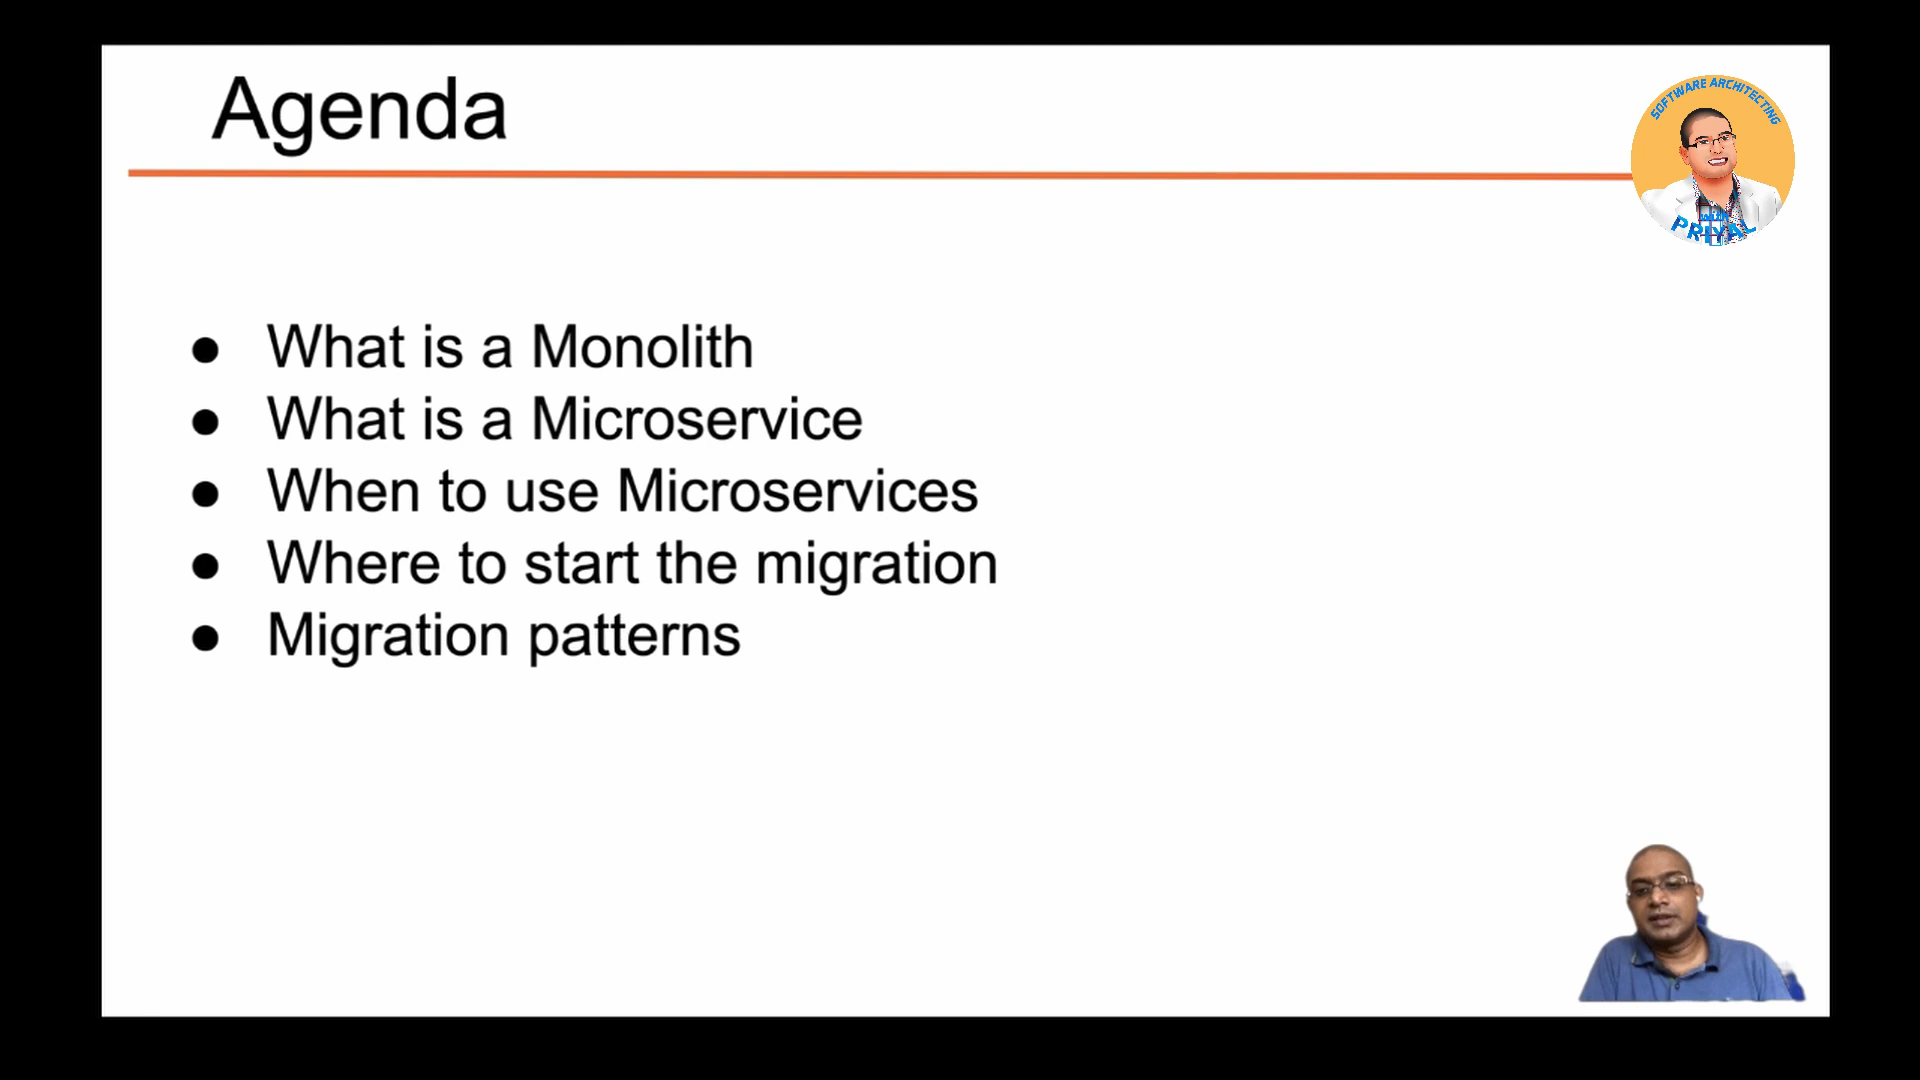 Agenda
SOFTWARE ARCHITECTING
PRIYAL
What is a Monolith
What is a Microservice
When to use Microservices
Where to start the migration
Migration patterns